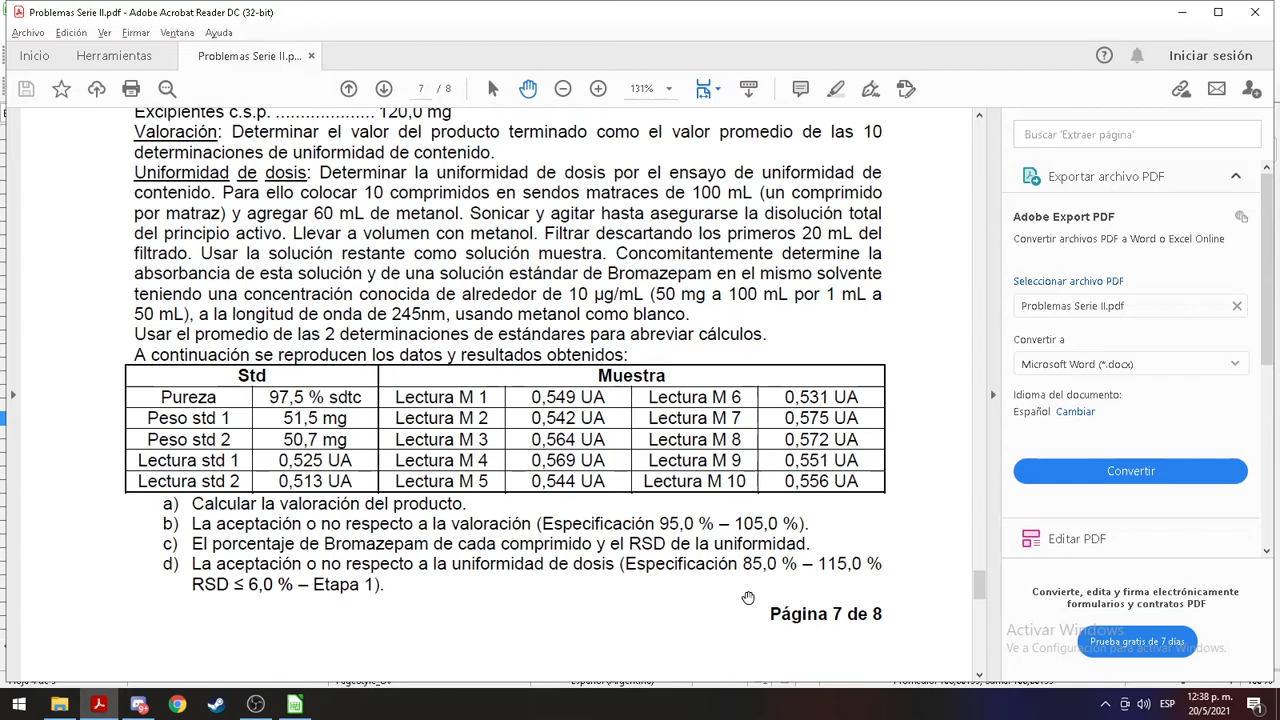 Problemas Serie II.pdf - Adobe Acrobat Reader DC (32-bit)
Archivo Edición Ver Firmar Ventana Ayuda
Inicio Herramientas Problemas Serie II.p... × Iniciar sesión
7 / 8 131%
Excipientes c.s.p. .................... 120,0 mg
Valoración: Determinar el valor del producto terminado como el valor promedio de las 10
determinaciones de uniformidad de contenido.
Uniformidad de dosis: Determinar la uniformidad de dosis por el ensayo de uniformidad de
contenido. Para ello colocar 10 comprimidos en sendos matraces de 100 mL (un comprimido
por matraz) y agregar 60 mL de metanol. Sonicar y agitar hasta asegurarse la disolución total
del principio activo. Llevar a volumen con metanol. Filtrar descartando los primeros 20 mL del
filtrado. Usar la solución restante como solución muestra. Concomitantemente determine la
absorbancia de esta solución y de una solución estándar de Bromazepam en el mismo solvente
teniendo una concentración conocida de alrededor de 10 µg/mL (50 mg a 100 mL por 1 mL a
50 mL), a la longitud de onda de 245nm, usando metanol como blanco.
Usar el promedio de las 2 determinaciones de estándares para abreviar cálculos.
A continuación se reproducen los datos y resultados obtenidos:
Std Muestra
Pureza 97,5 % sdtc Lectura M 1 0,549 UA Lectura M 6 0,531 UA
Peso std 1 51,5 mg Lectura M 2 0,542 UA Lectura M 7 0,575 UA
Peso std 2 50,7 mg Lectura M 3 0,564 UA Lectura M 8 0,572 UA
Lectura std 1 0,525 UA Lectura M 4 0,569 UA Lectura M 9 0,551 UA
Lectura std 2 0,513 UA Lectura M 5 0,544 UA Lectura M 10 0,556 UA
a) Calcular la valoración del producto.
b) La aceptación o no respecto a la valoración (Especificación 95,0 % – 105,0 %).
c) El porcentaje de Bromazepam de cada comprimido y el RSD de la uniformidad.
d) La aceptación o no respecto a la uniformidad de dosis (Especificación 85,0 % – 115,0 %
RSD ≤ 6,0 % – Etapa 1).
Página 7 de 8
Buscar 'Extraer página'
Exportar archivo PDF
Adobe Export PDF
Convertir archivos PDF a Word o Excel Online
Seleccionar archivo PDF
Problemas Serie II.pdf
Convertir a
Microsoft Word (*.docx)
Idioma del documento:
Español Cambiar
Convertir
Editar PDF
Convierte, edita y firma electrónicamente
formularios y contratos PDF
Prueba gratis de 7 días
Activar Windows
Ve a Configuración para activar Windows.
ESP
12:38 p. m.
20/5/2021